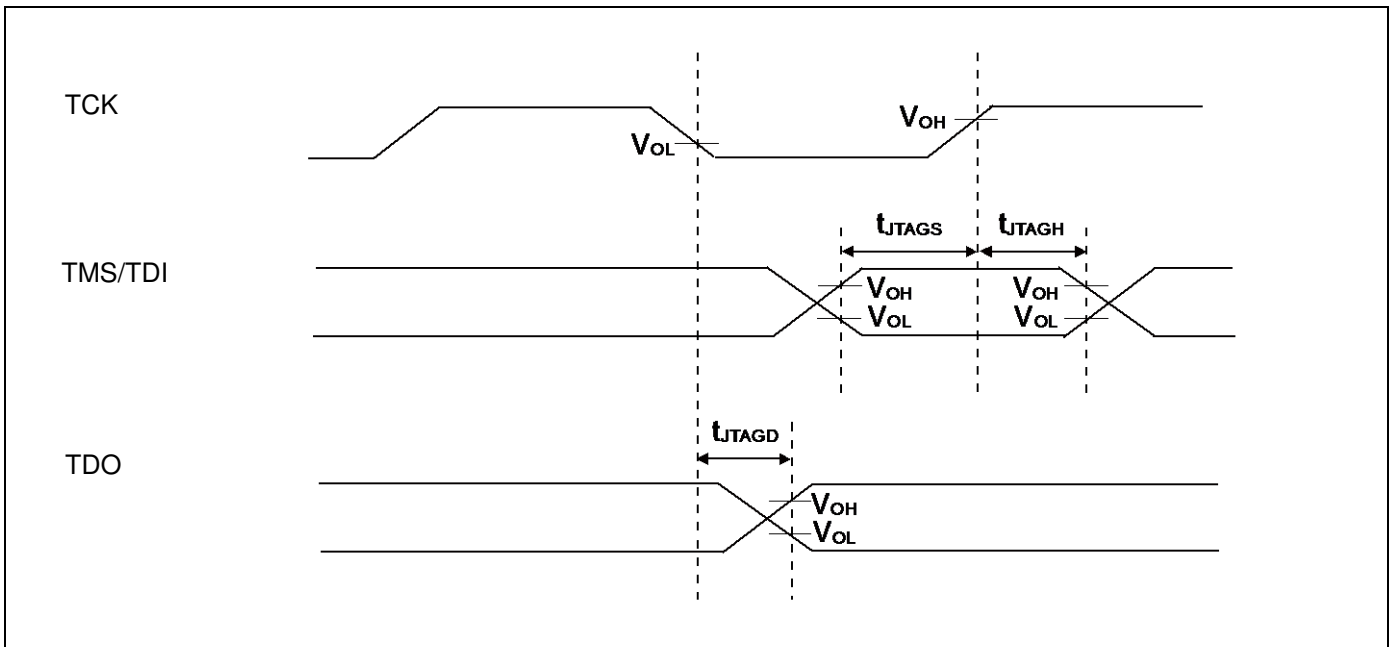 TCK
VOL
VOH
tJTAGS
tJTAGH
TMS/TDI
VOH
VOH
VOL
VOL
tJTAGD
TDO
VOH
VOL